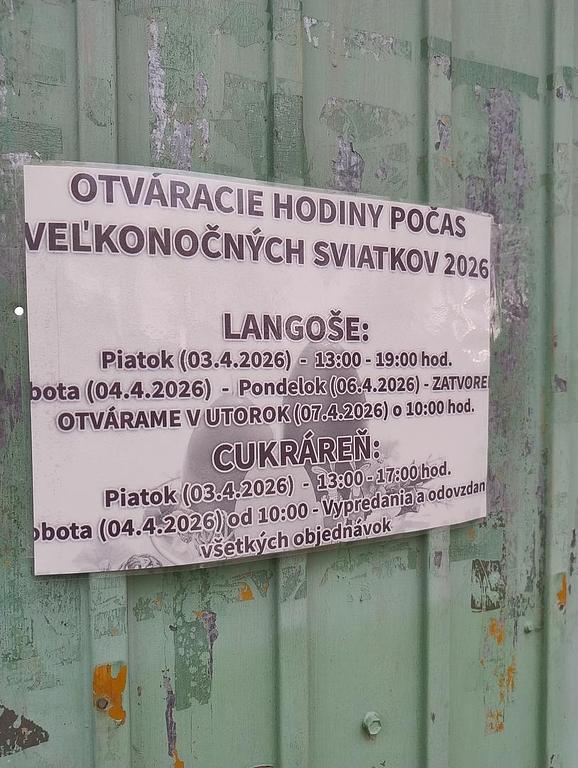 OTVÁRACIE HODINY POČAS
VEĽKONOČNÝCH SVIATKOV 2026
LANGOŠE:
Piatok (03.4.2026) - 13:00 - 19:00 hod.
bota (04.4.2026) - Pondelok (06.4.2026) - ZATVORE
OTVÁRAME V UTOROK (07.4.2026) o 10:00 hod.
CUKRÁREŇ:
Piatok (03.4.2026) - 13:00 - 17:00 hod.
obota (04.4.2026) od 10:00 - Vypredania a odovzdan
všetkých objednávok